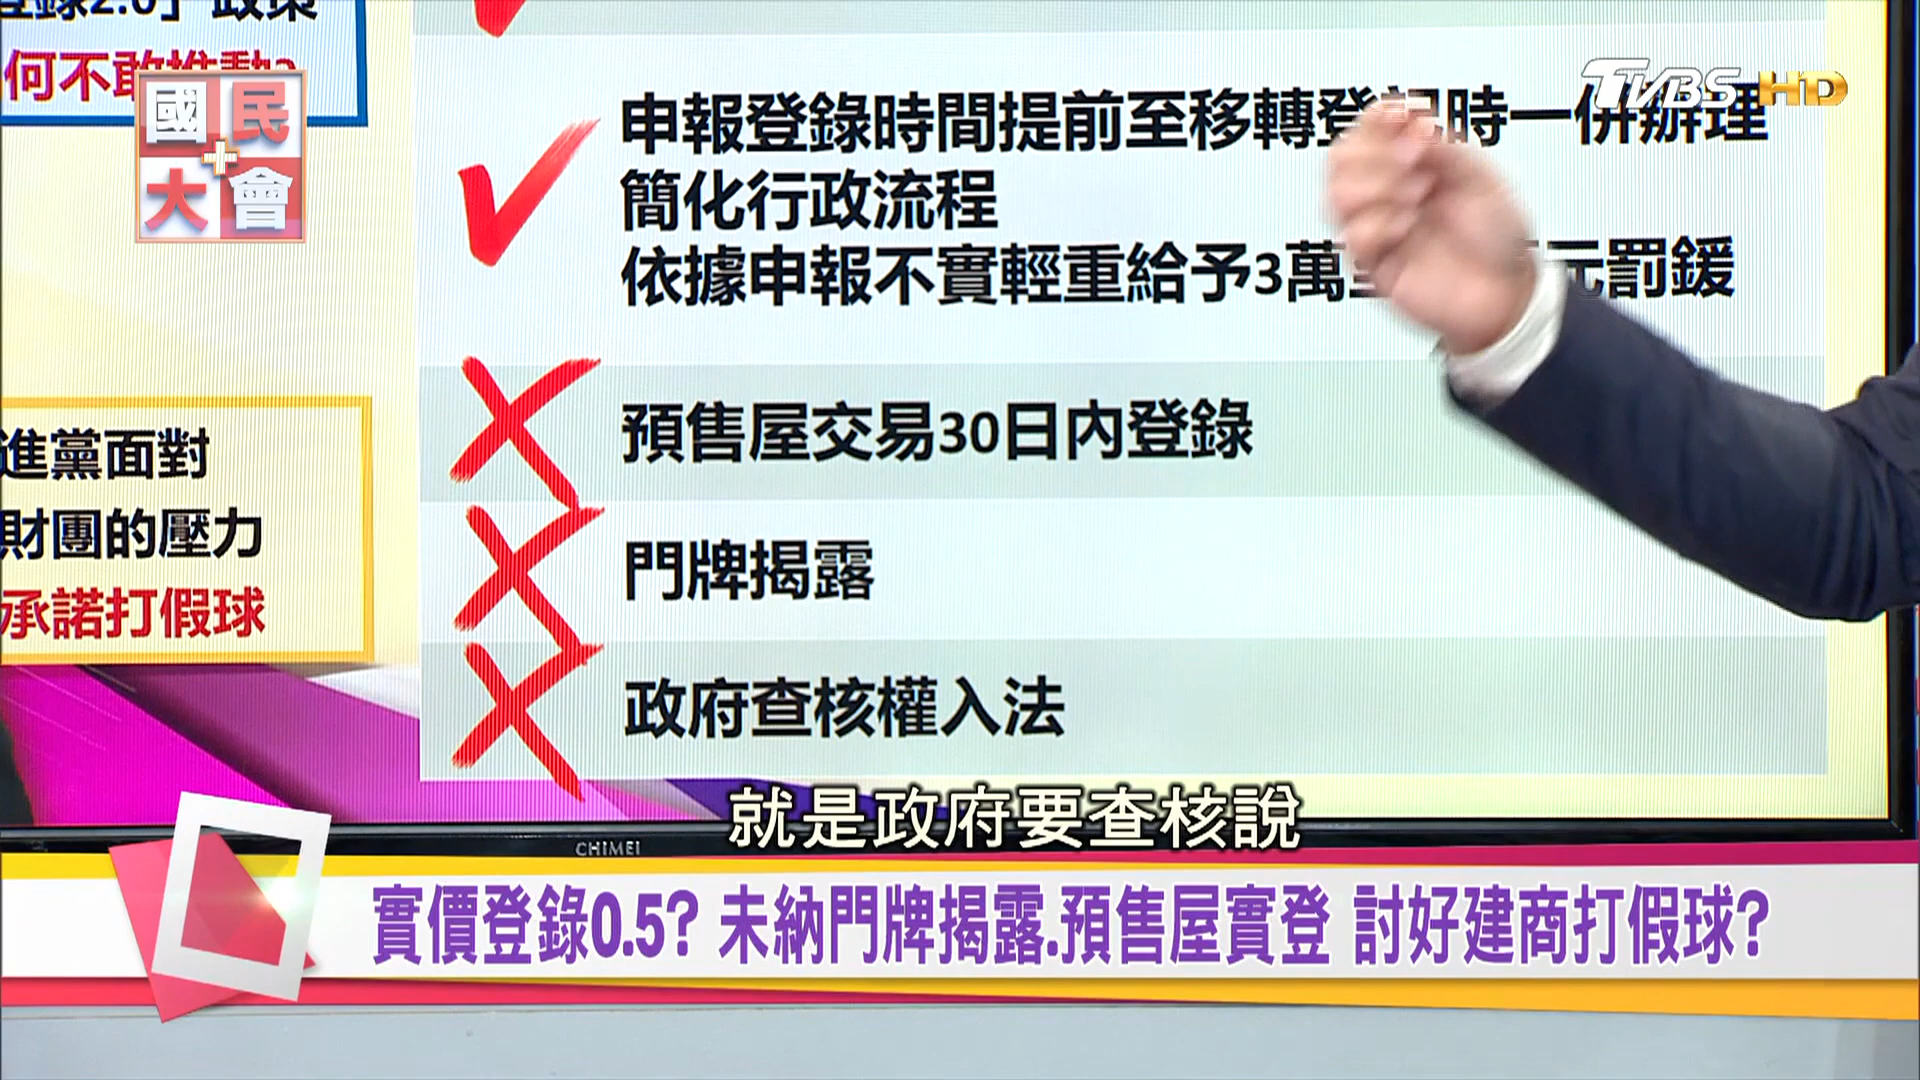 登錄2.0」政策
何不敢推動?
國民
大會
TVBS HD
申報登錄時間提前至移轉登記時一併辦理
簡化行政流程
依據申報不實輕重給予3萬 元罰鍰
預售屋交易30日內登錄
門牌揭露
政府查核權入法
進黨面對
財團的壓力
承諾打假球
就是政府要查核說
CHIMEI
實價登錄0.5? 未納門牌揭露.預售屋實登 討好建商打假球?